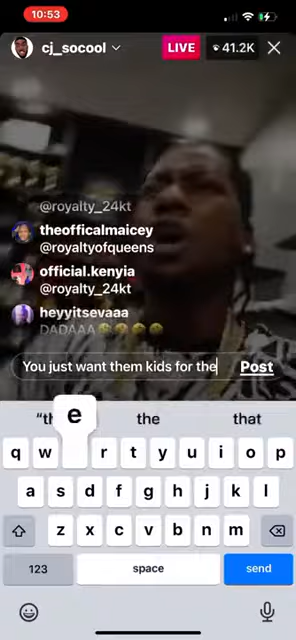 10:53
cj_socool LIVE 41.2K
@royalty_24kt
theofficalmaicey
@royaltyofqueens
official.kenyia
@royalty_24kt
heyyitsevaaa
DADAAA
You just want them kids for the Post
"th e the that
q w r t y u i o p
a s d f g h j k l
z x c v b n m
123 space send